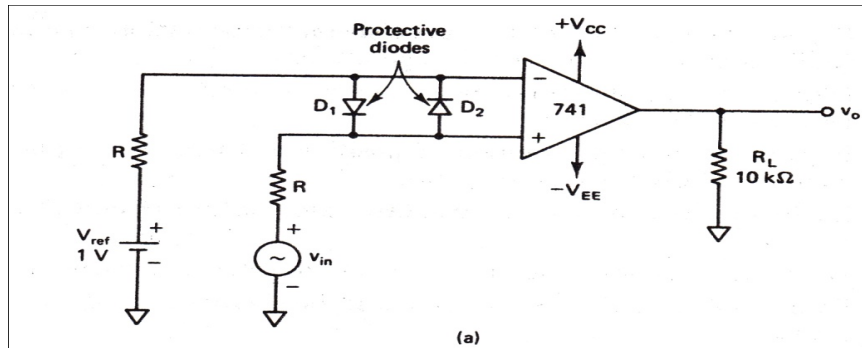 Protective
diodes
+V_CC
D₁
D₂
−
741
+
v_o
R
R
R_L
10 kΩ
−V_EE
V_ref
1 V
+
−
+
v_in
−
(a)